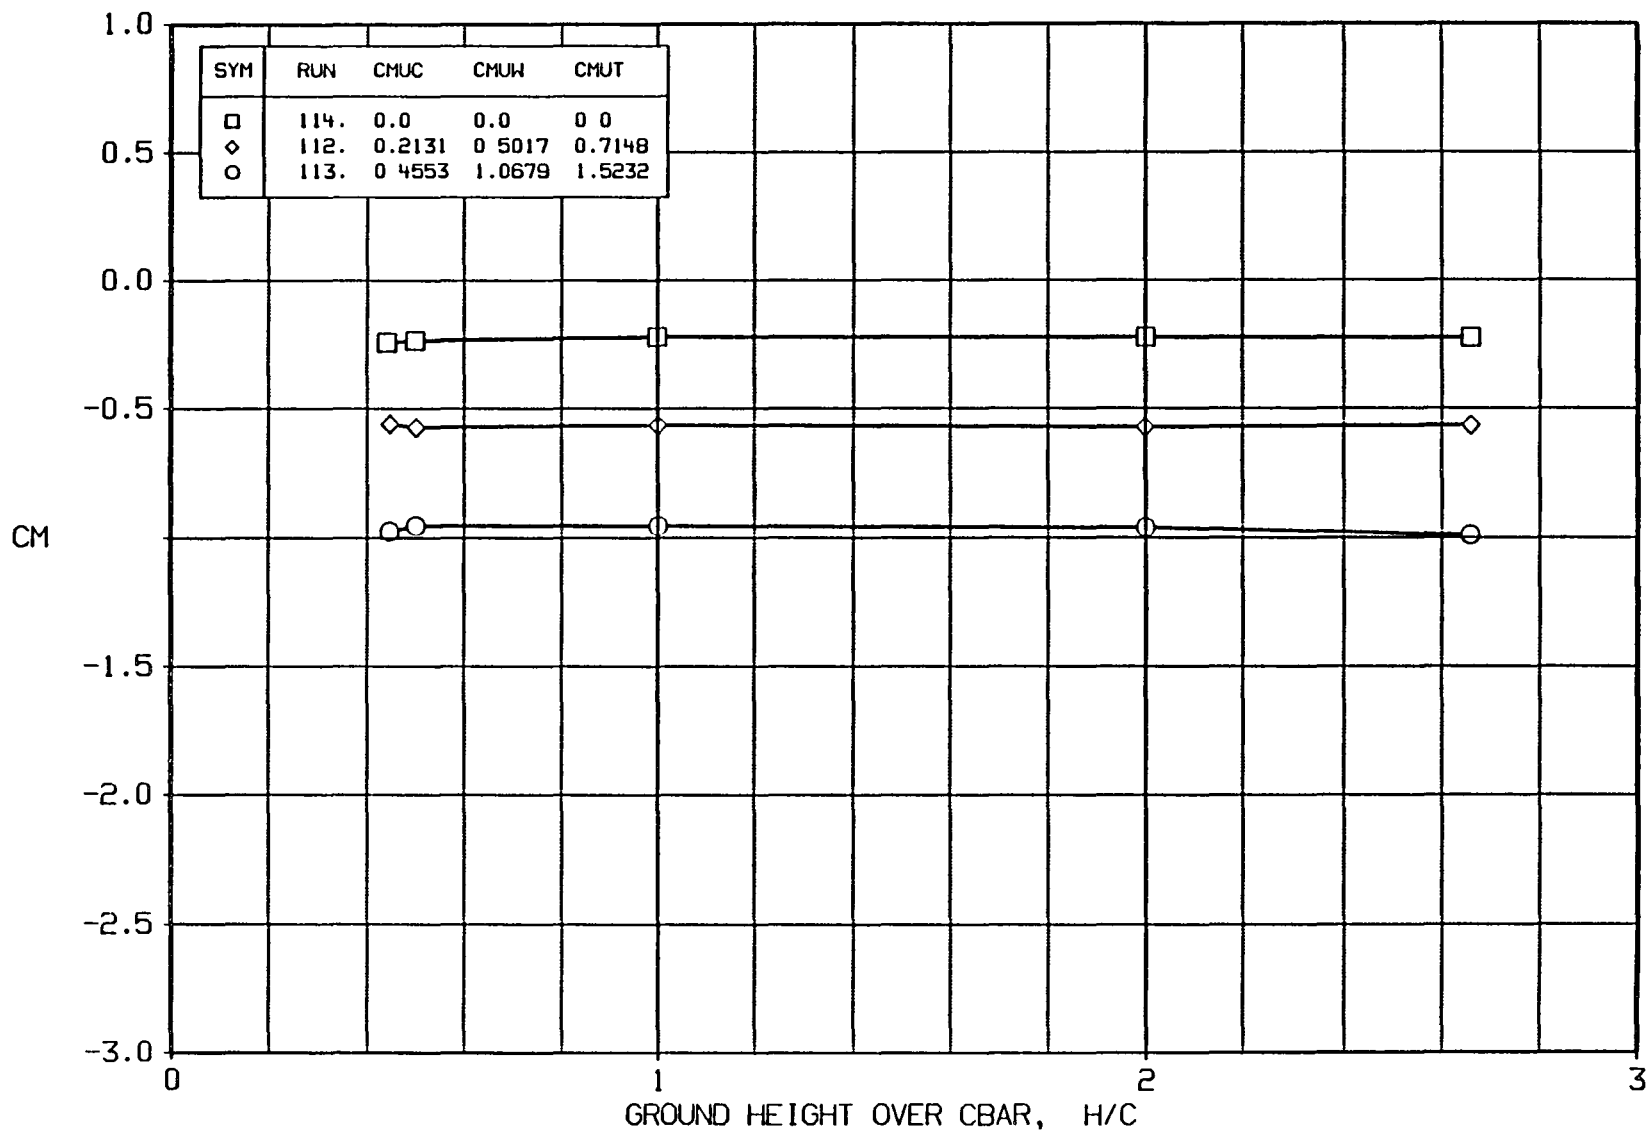 1.0
SYM RUN CMUC CMUW CMUT
114. 0.0 0.0 0 0
112. 0.2131 0 5017 0.7148
113. 0 4553 1.0679 1.5232
0.5
0.0
-0.5
CM
-1.5
-2.0
-2.5
-3.0
0 1 2 3
GROUND HEIGHT OVER CBAR, H/C